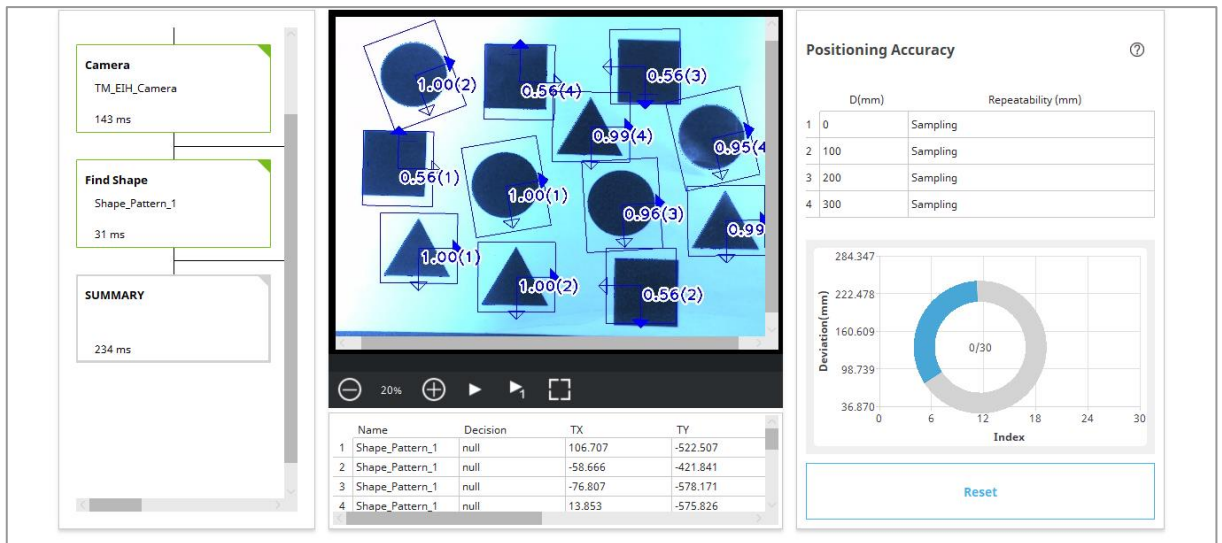 Camera
TM_EIH_Camera
143 ms
Find Shape
Shape_Pattern_1
31 ms
SUMMARY
234 ms
1.00(2)
0.56(4)
0.56(3)
0.99(4)
0.95(4
0.56(1)
1.00(1)
0.96(3)
0.99
1.00(1)
1.00(2)
0.56(2)
20%
1
Name Decision TX TY
1 Shape_Pattern_1 null 106.707 -522.507
2 Shape_Pattern_1 null -58.666 -421.841
3 Shape_Pattern_1 null -76.807 -578.171
4 Shape_Pattern_1 null 13.853 -575.826
Positioning Accuracy ?
D(mm) Repeatability (mm)
1 0 Sampling
2 100 Sampling
3 200 Sampling
4 300 Sampling
Deviation(mm)
284.347
222.478
160.609
98.739
36.870
0/30
0 6 12 18 24 30
Index
Reset